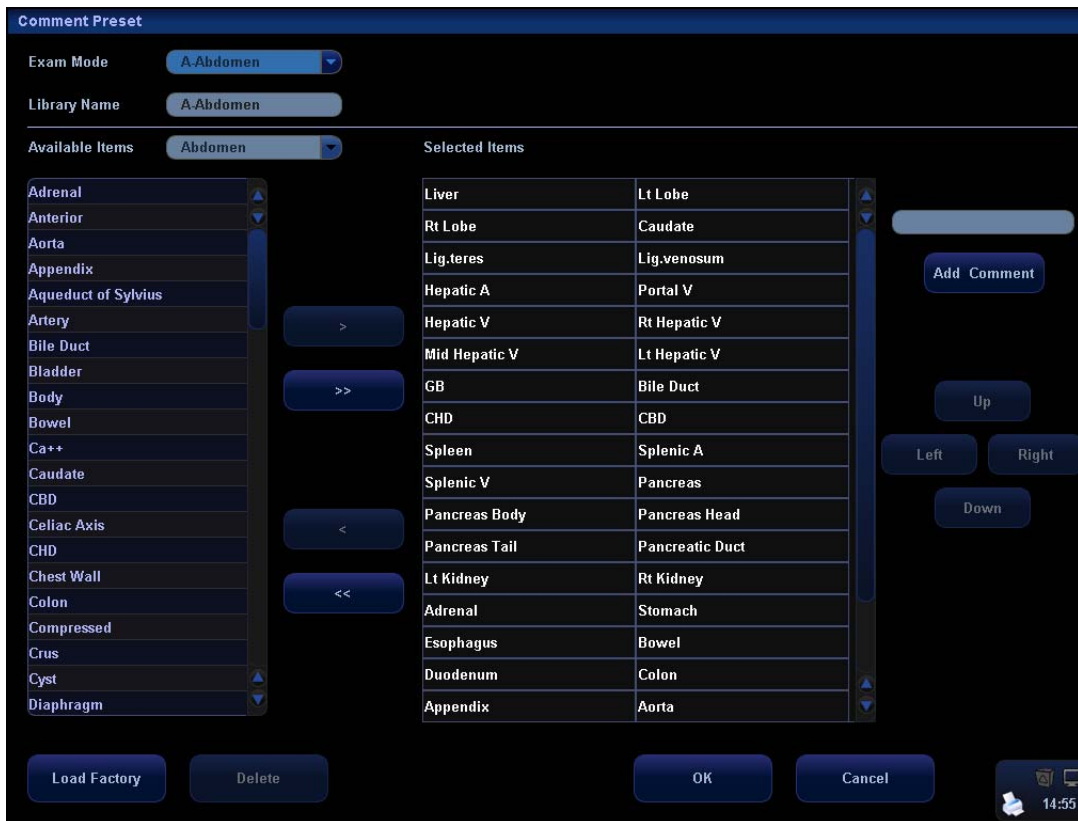 Comment Preset
Exam Mode A-Abdomen
Library Name A-Abdomen
Available Items Abdomen Selected Items
Adrenal
Anterior
Aorta
Appendix
Aqueduct of Sylvius
Artery
Bile Duct
Bladder
Body
Bowel
Ca++
Caudate
CBD
Celiac Axis
CHD
Chest Wall
Colon
Compressed
Crus
Cyst
Diaphragm
>
>>
<
<<
Liver Lt Lobe
Rt Lobe Caudate
Lig.teres Lig.venosum
Hepatic A Portal V
Hepatic V Rt Hepatic V
Mid Hepatic V Lt Hepatic V
GB Bile Duct
CHD CBD
Spleen Splenic A
Splenic V Pancreas
Pancreas Body Pancreas Head
Pancreas Tail Pancreatic Duct
Lt Kidney Rt Kidney
Adrenal Stomach
Esophagus Bowel
Duodenum Colon
Appendix Aorta
Add Comment
Up
Left Right
Down
Load Factory Delete OK Cancel
14:55